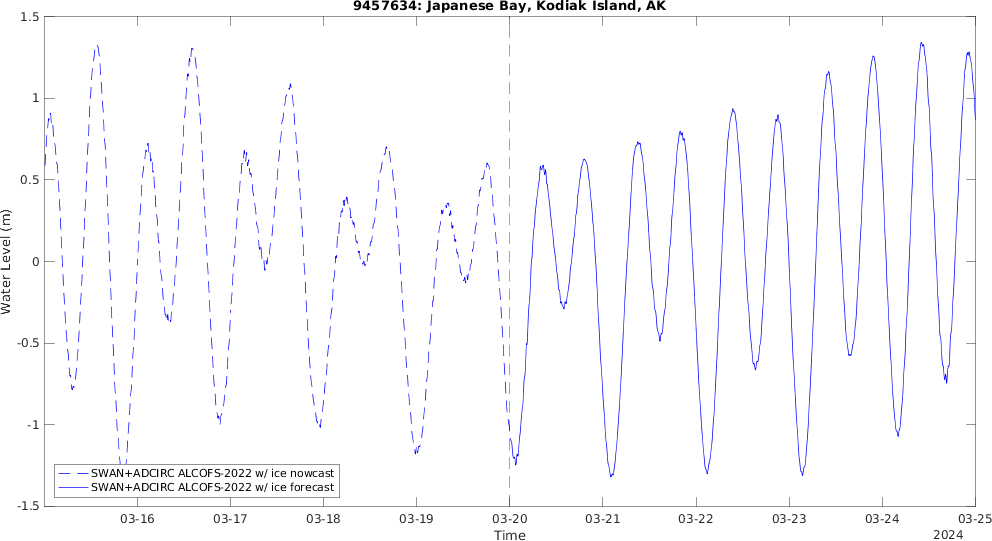 9457634: Japanese Bay, Kodiak Island, AK
1.5
1
0.5
0
-0.5
-1
-1.5
Water Level (m)
SWAN+ADCIRC ALCOFS-2022 w/ ice nowcast
SWAN+ADCIRC ALCOFS-2022 w/ ice forecast
03-16 03-17 03-18 03-19 03-20 03-21 03-22 03-23 03-24 03-25
Time
2024